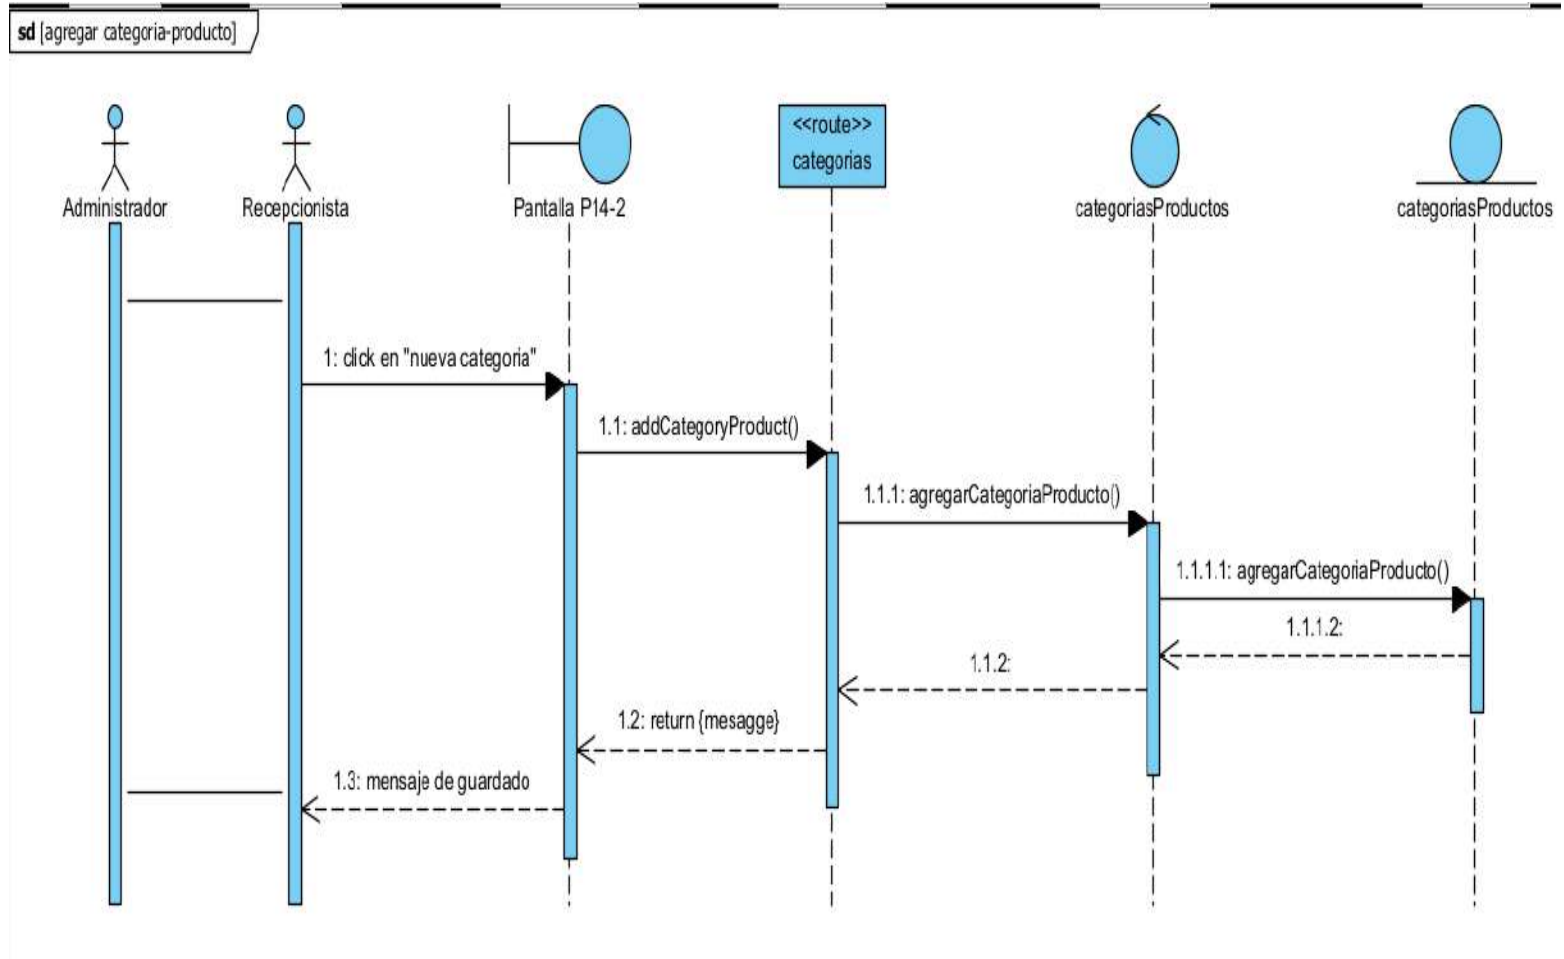 sd [agregar categoria-producto]
Administrador
Recepcionista
Pantalla P14-2
<<route>>
categorias
categoriasProductos
categoriasProductos
1: click en "nueva categoria"
1.1: addCategoryProduct()
1.1.1: agregarCategoriaProducto()
1.1.1.1: agregarCategoriaProducto()
1.1.1.2:
1.1.2:
1.2: return {mesagge}
1.3: mensaje de guardado